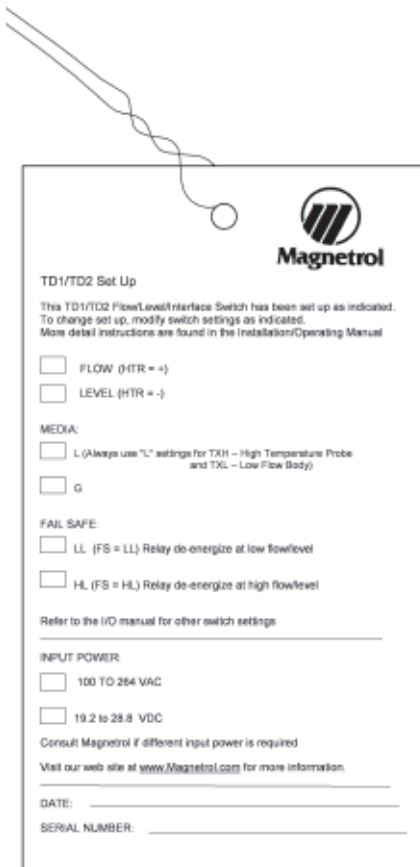 Magnetrol
TD1/TD2 Set Up
This TD1/TD2 Flow/Level/Interface Switch has been set up as indicated.
To change set up, modify switch settings as indicated.
More detail instructions are found in the Installation/Operating Manual
FLOW (HTR = +)
LEVEL (HTR = -)
MEDIA:
L (Always use "L" settings for TXH – High Temperature Probe
and TXL – Low Flow Body)
G
FAIL SAFE:
LL (FS = LL) Relay de-energize at low flow/level
HL (FS = HL) Relay de-energize at high flow/level
Refer to the I/O manual for other switch settings
INPUT POWER:
100 TO 264 VAC
19.2 to 28.8 VDC
Consult Magnetrol if different input power is required
Visit our web site at www.Magnetrol.com for more information.
DATE:
SERIAL NUMBER: